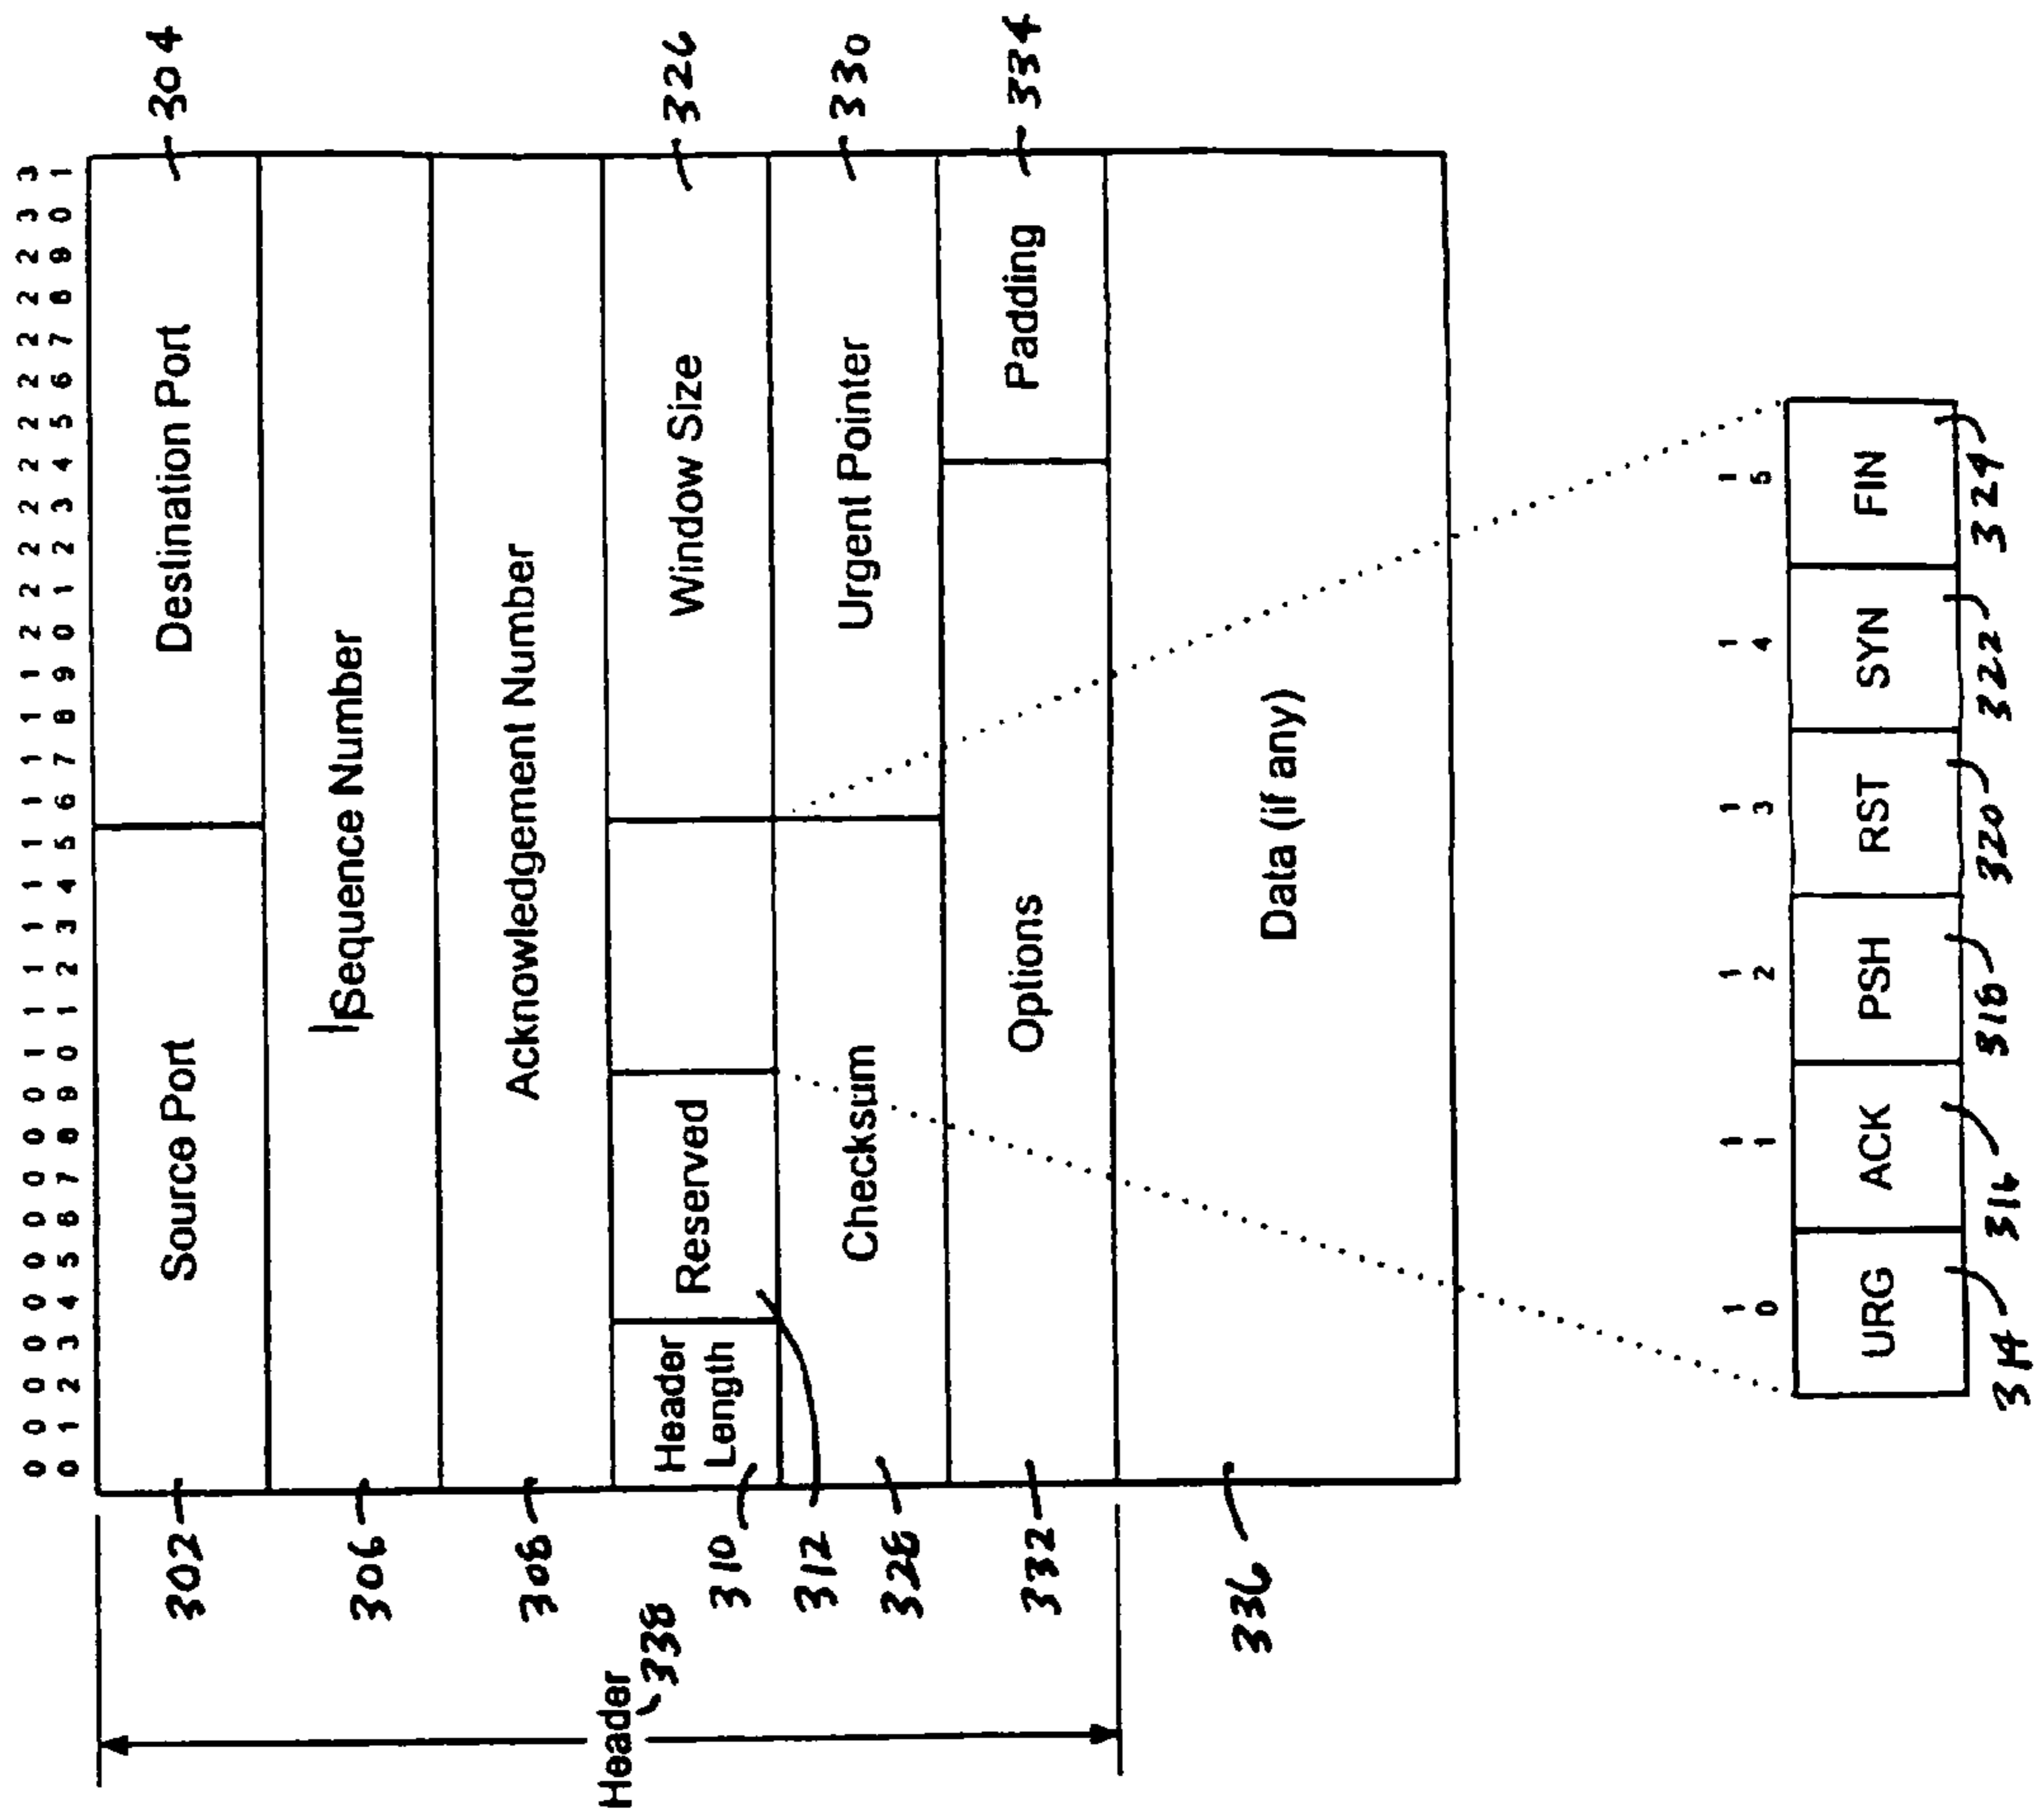 0 0 0 0 0 0 0 0 0 0 1 1 1 1 1 1 1 1 1 1 2 2 2 2 2 2 2 2 2 2 3 3
0 1 2 3 4 5 6 7 8 9 0 1 2 3 4 5 6 7 8 9 0 1 2 3 4 5 6 7 8 9 0 1
302 Source Port Destination Port 304
306 Sequence Number
308 Acknowledgement Number
Header 338
310 Header Length Reserved Window Size 326
312
328 Checksum Urgent Pointer 330
332 Options Padding 334
336 Data (if any)
1 1 1 1 1 1
0 1 2 3 4 5
URG ACK PSH RST SYN FIN
314 316 318 320 322 324